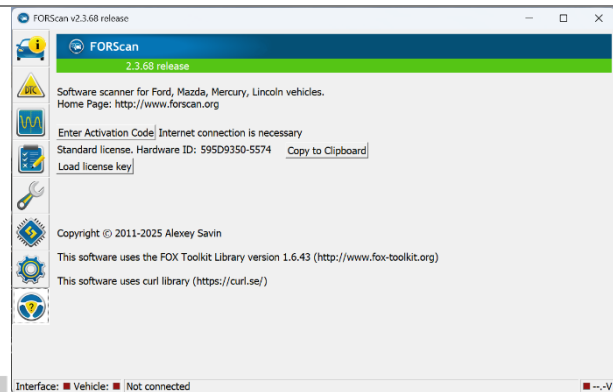 FORScan v2.3.68 release
FORScan
2.3.68 release
DTC
Software scanner for Ford, Mazda, Mercury, Lincoln vehicles.
Home Page: http://www.forscan.org
Enter Activation Code Internet connection is necessary
Standard license. Hardware ID: 595D9350-5574 Copy to Clipboard
Load license key
Copyright © 2011-2025 Alexey Savin
This software uses the FOX Toolkit Library version 1.6.43 (http://www.fox-toolkit.org)
This software uses curl library (https://curl.se/)
Interface: Vehicle: Not connected --.-V